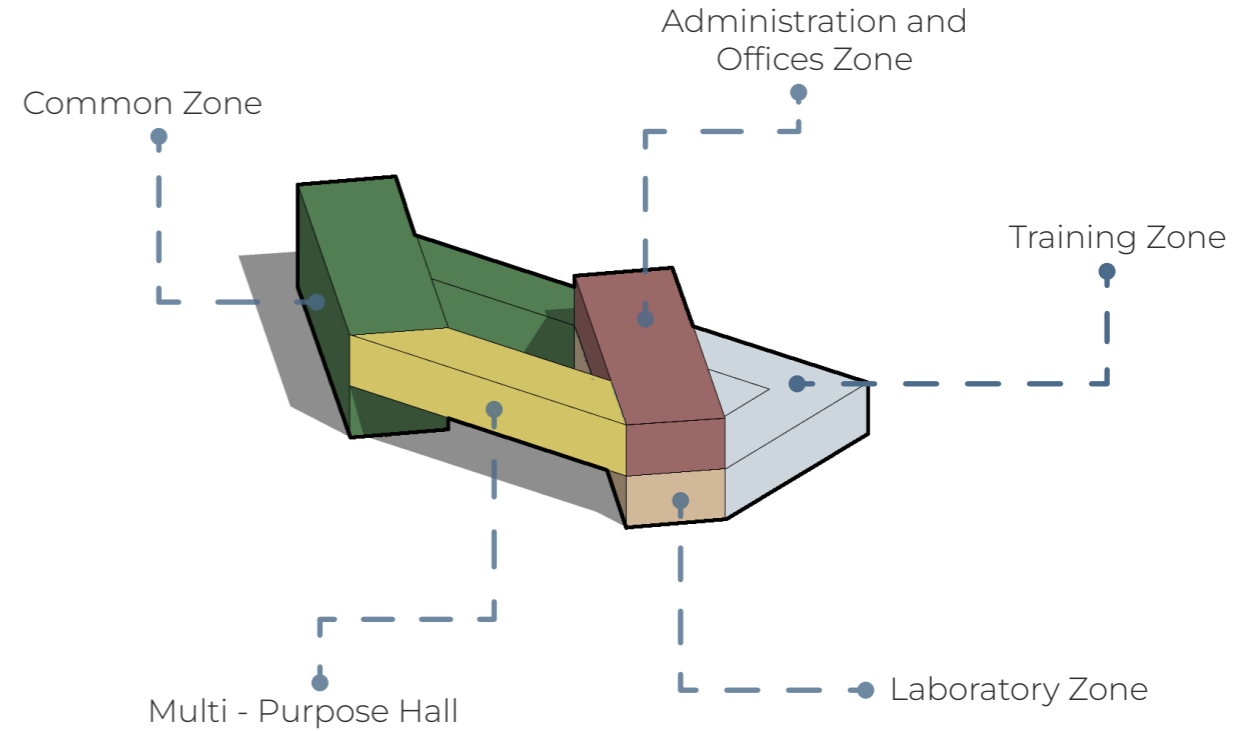 Administration and
Offices Zone
Common Zone
Training Zone
Multi - Purpose Hall
Laboratory Zone